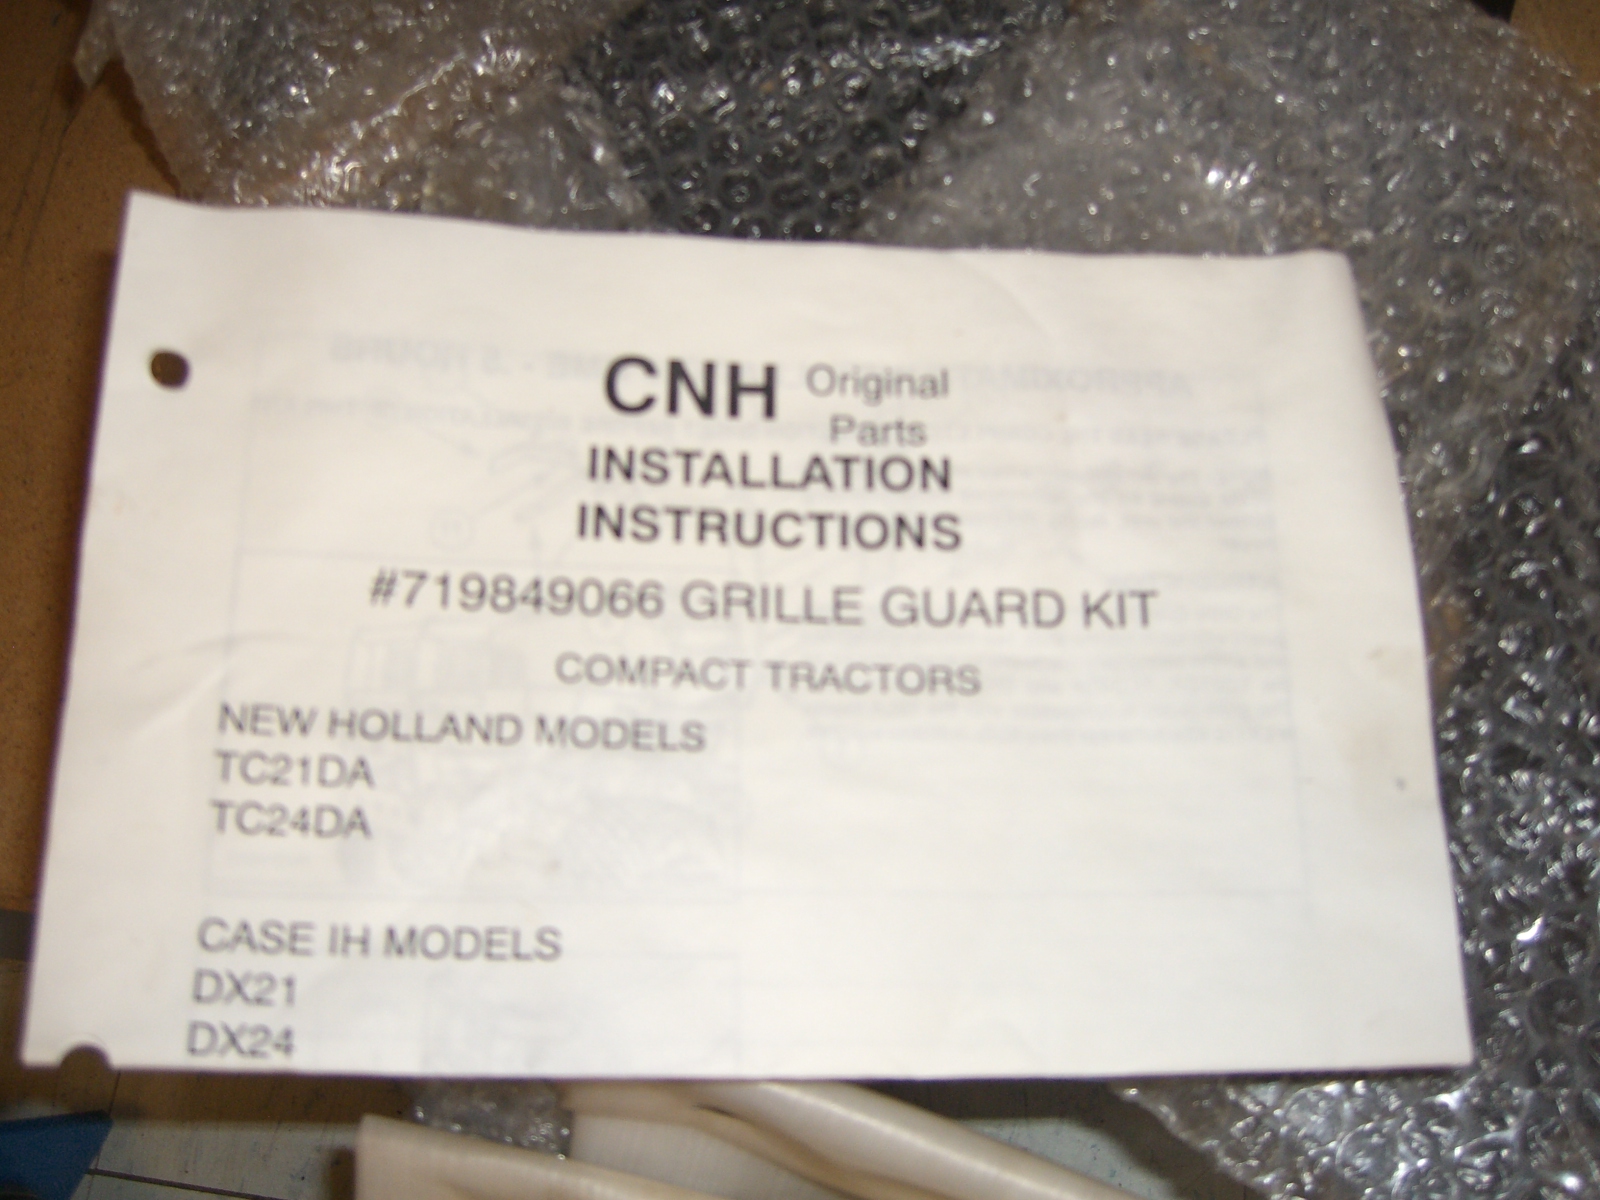 CNH Original
Parts
INSTALLATION
INSTRUCTIONS
#719849066 GRILLE GUARD KIT
COMPACT TRACTORS
NEW HOLLAND MODELS
TC21DA
TC24DA
CASE IH MODELS
DX21
DX24